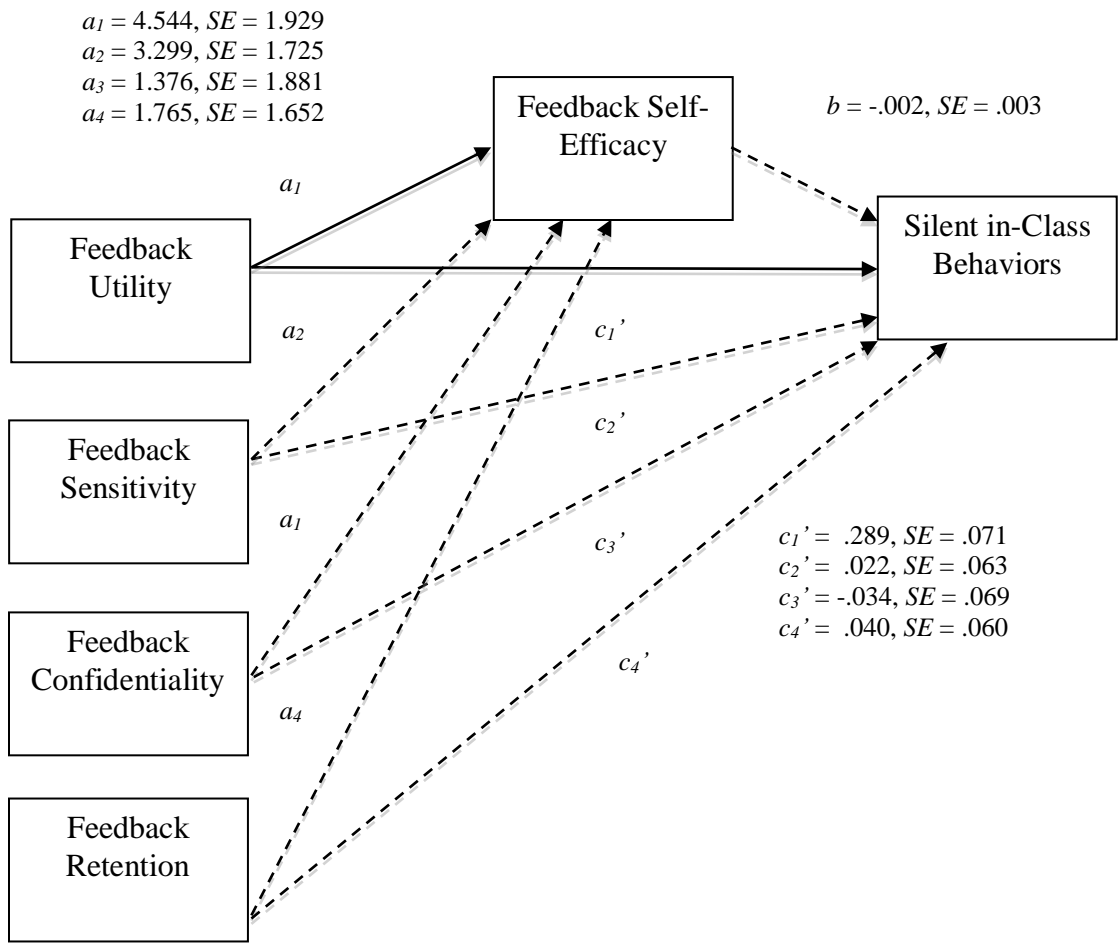 a1 = 4.544, SE = 1.929
a2 = 3.299, SE = 1.725
a3 = 1.376, SE = 1.881
a4 = 1.765, SE = 1.652
Feedback Self-
Efficacy
b = -.002, SE = .003
a1
Feedback
Utility
Silent in-Class
Behaviors
a2
c1’
Feedback
Sensitivity
c2’
a1
c3’
c1’ = .289, SE = .071
c2’ = .022, SE = .063
c3’ = -.034, SE = .069
c4’ = .040, SE = .060
Feedback
Confidentiality
c4’
a4
Feedback
Retention